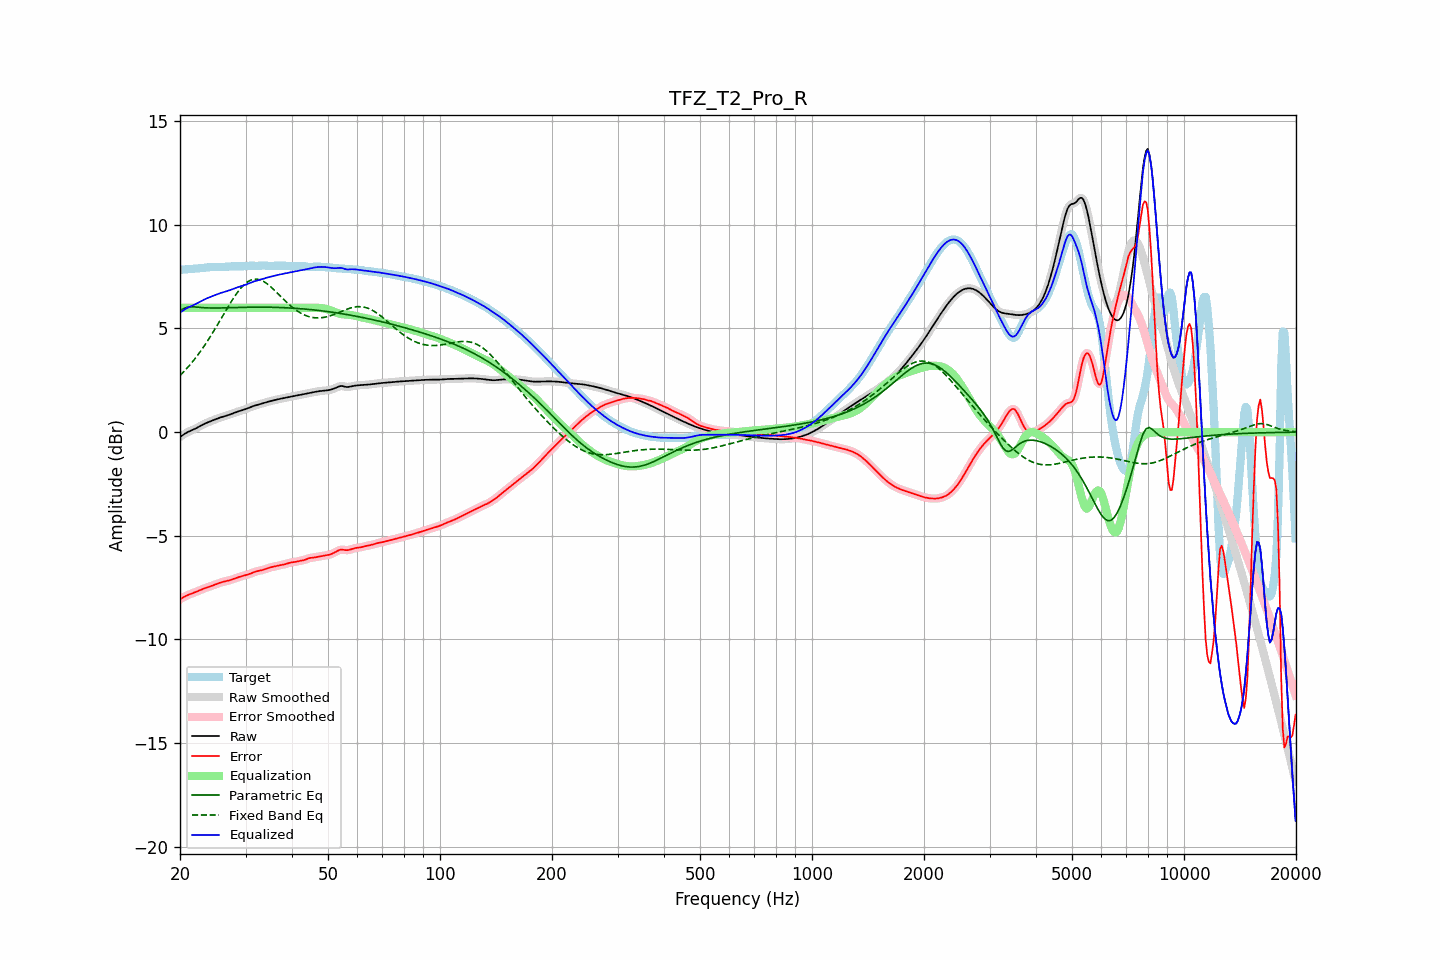 TFZ_T2_Pro_R
15
10
5
0
−5
−10
−15
−20
Amplitude (dBr)
Target
Raw Smoothed
Error Smoothed
Raw
Error
Equalization
Parametric Eq
Fixed Band Eq
Equalized
20 50 100 200 500 1000 2000 5000 10000 20000
Frequency (Hz)